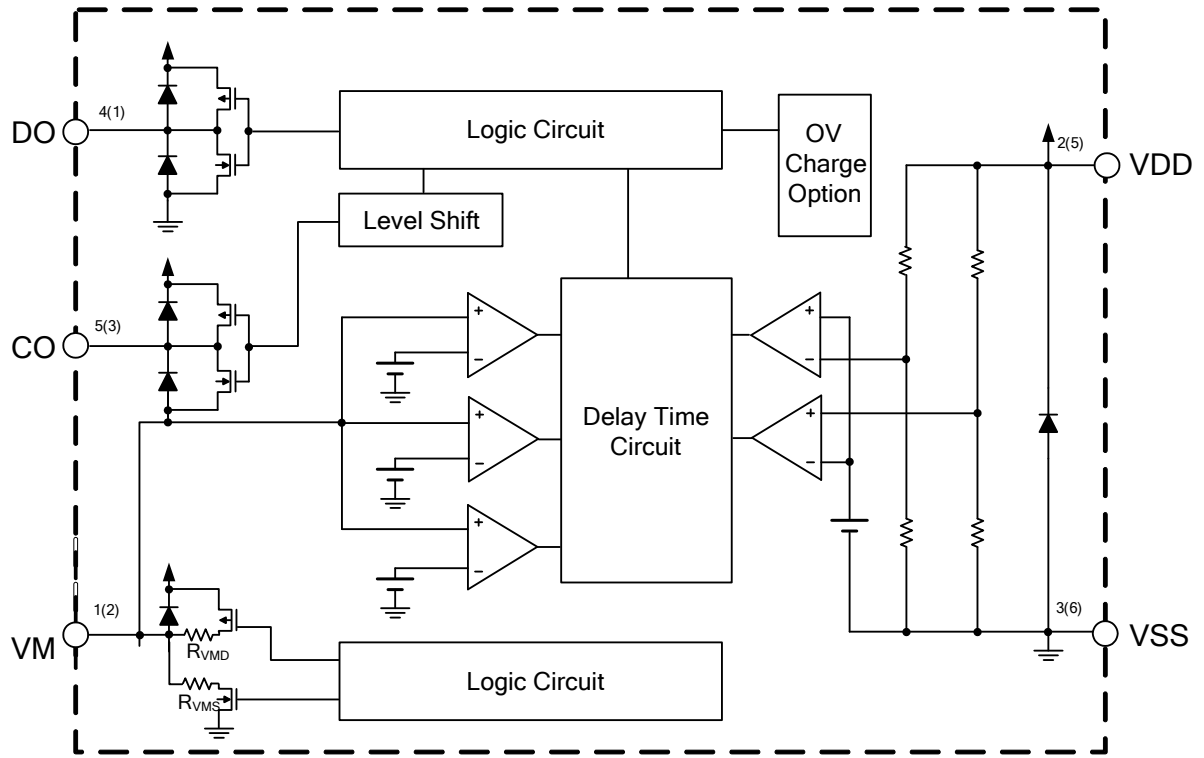 DO
4(1)
Logic Circuit
OV
Charge
Option
2(5)
VDD
Level Shift
CO
5(3)
+
−
+
−
Delay Time
Circuit
+
−
+
−
+
−
VM
1(2)
RVMD
RVMS
Logic Circuit
3(6)
VSS